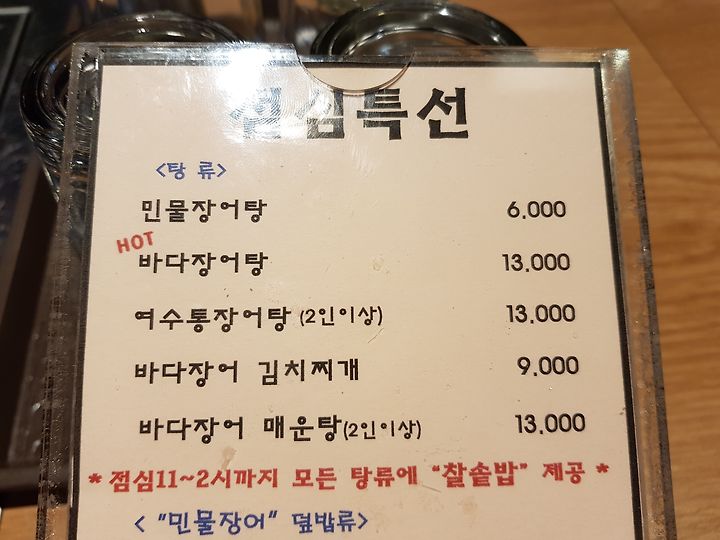 점심특선
<탕 류>
민물장어탕 6,000
HOT
바다장어탕 13,000
여수통장어탕 (2인이상) 13,000
바다장어 김치찌개 9,000
바다장어 매운탕(2인이상) 13,000
* 점심11~2시까지 모든 탕류에 "찰솥밥" 제공 *
< "민물장어" 덮밥류>